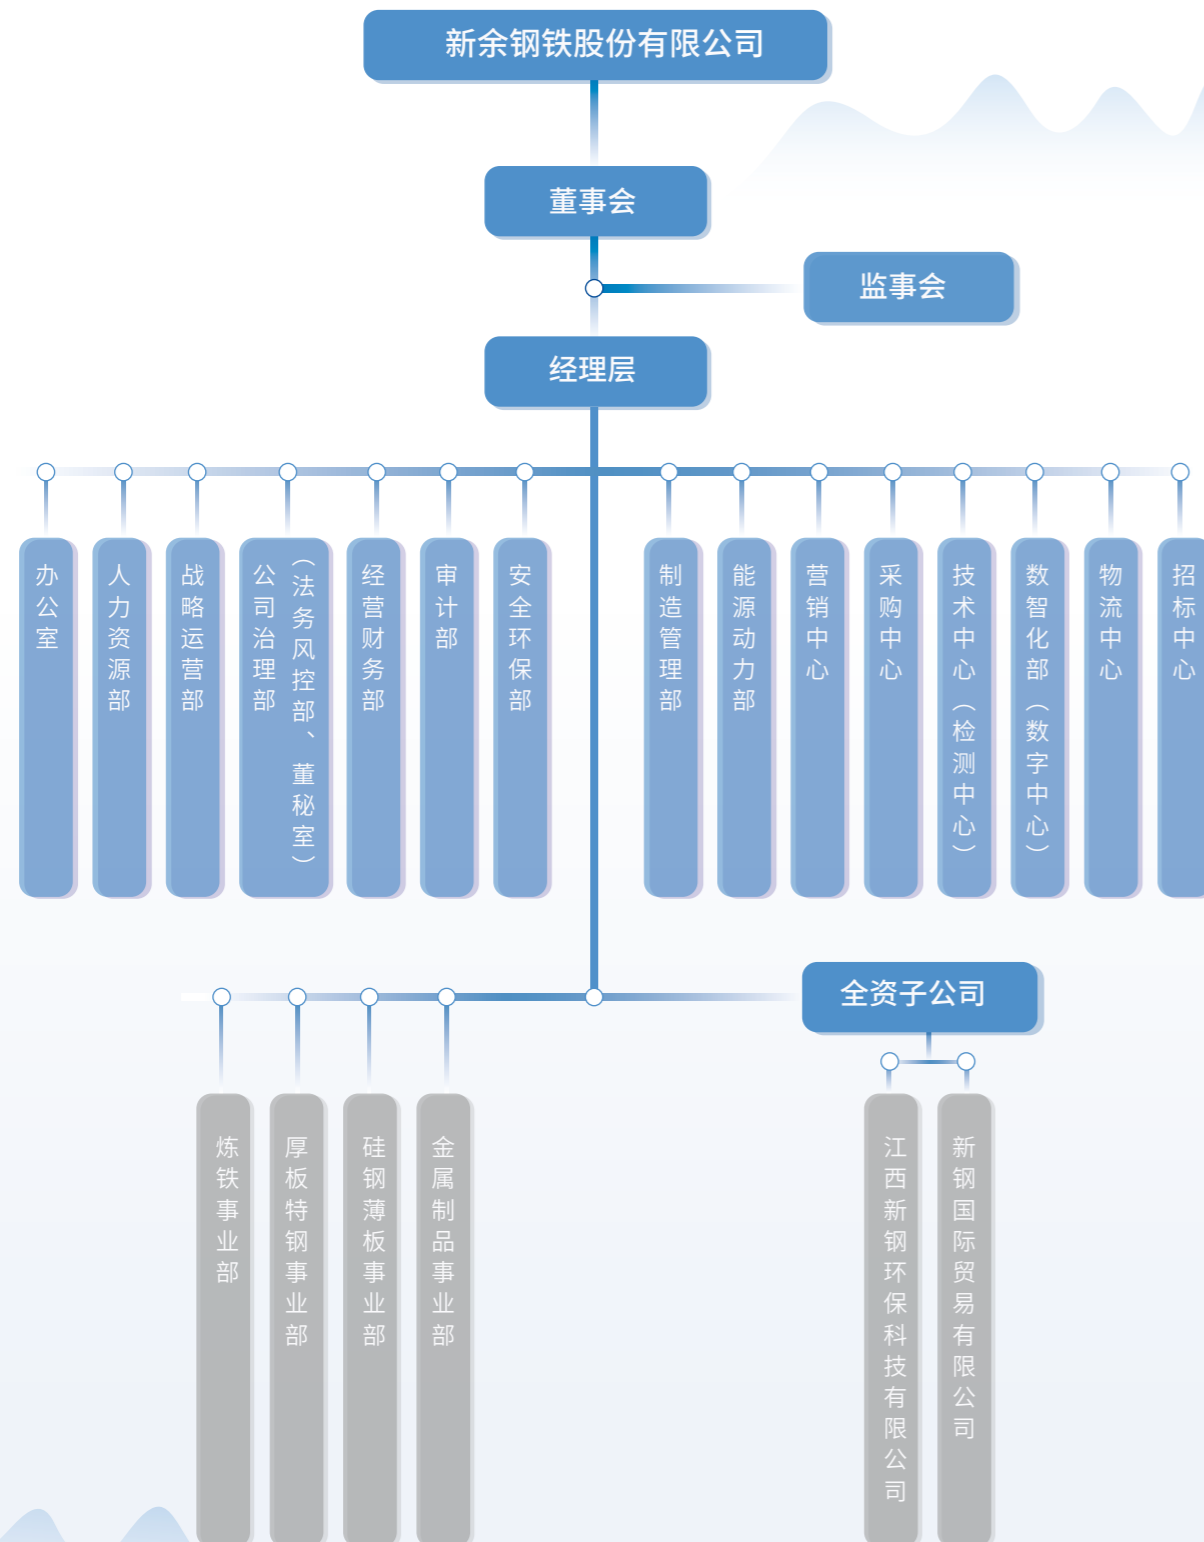 新余钢铁股份有限公司
董事会
监事会
经理层
办公室
人力资源部
战略运营部
公司治理部
（法务风控部、董秘室）
经营财务部
审计部
安全环保部
制造管理部
能源动力部
营销中心
采购中心
技术中心（检测中心）
数智化部（数字中心）
物流中心
招标中心
全资子公司
炼铁事业部
厚板特钢事业部
硅钢薄板事业部
金属制品事业部
江西新钢环保科技有限公司
新钢国际贸易有限公司